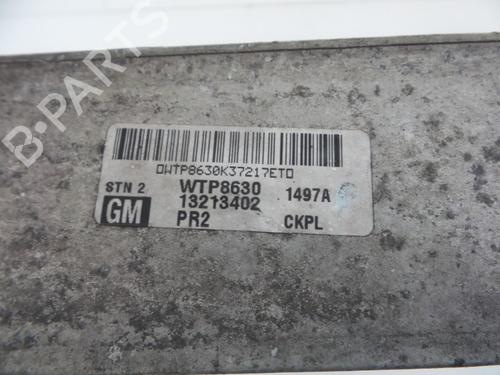 DWTP8630K37217ETD
STN 2 WTP8630 1497A
13213402
GM PR2 CKPL
B-PARTS